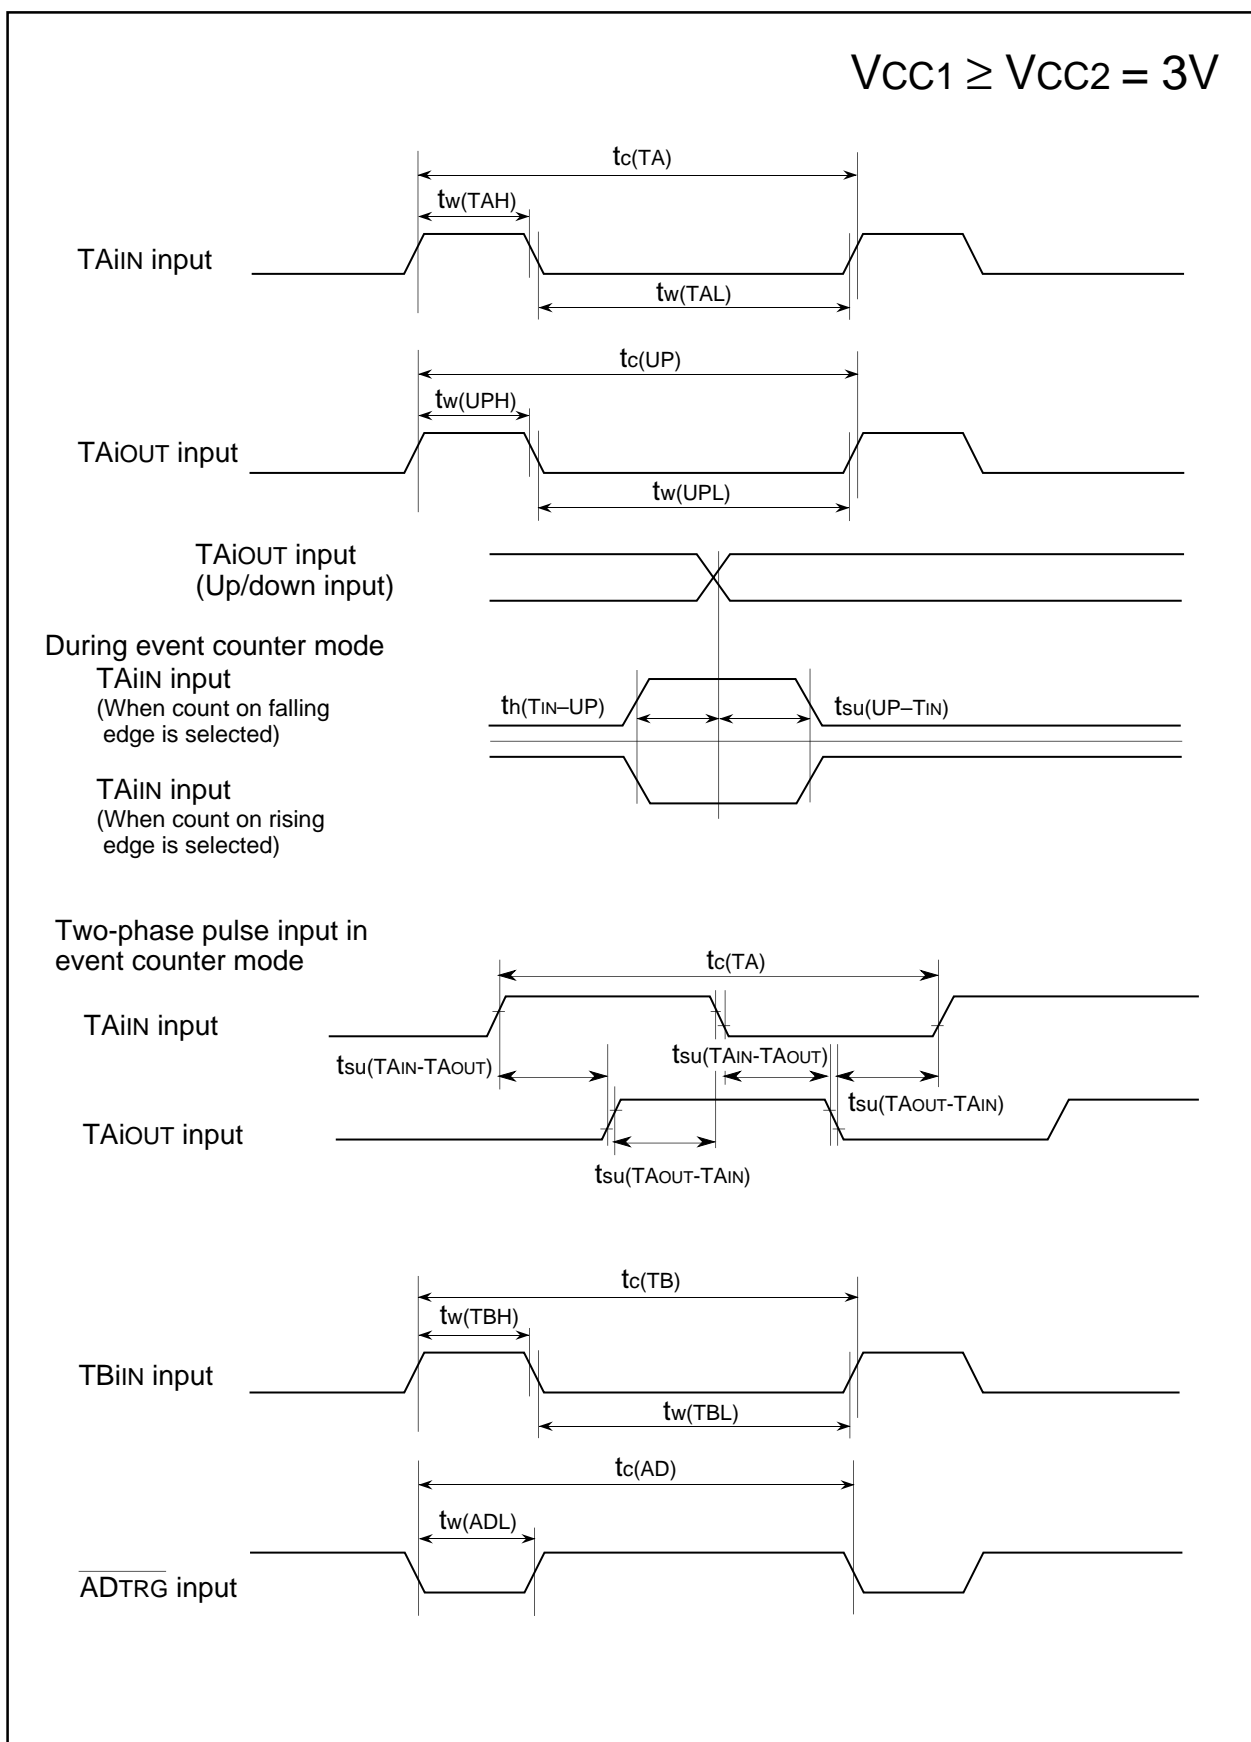 VCC1 ≥ VCC2 = 3V
tc(TA)
tw(TAH)
TAiIN input
tw(TAL)
tc(UP)
tw(UPH)
TAiOUT input
tw(UPL)
TAiOUT input
(Up/down input)
During event counter mode
TAiIN input
(When count on falling
edge is selected)
th(TIN–UP)
tsu(UP–TIN)
TAiIN input
(When count on rising
edge is selected)
Two-phase pulse input in
event counter mode
tc(TA)
TAiIN input
tsu(TAIN-TAOUT)
tsu(TAIN-TAOUT)
tsu(TAOUT-TAIN)
TAiOUT input
tsu(TAOUT-TAIN)
tc(TB)
tw(TBH)
TBiIN input
tw(TBL)
tc(AD)
tw(ADL)
ADTRG input